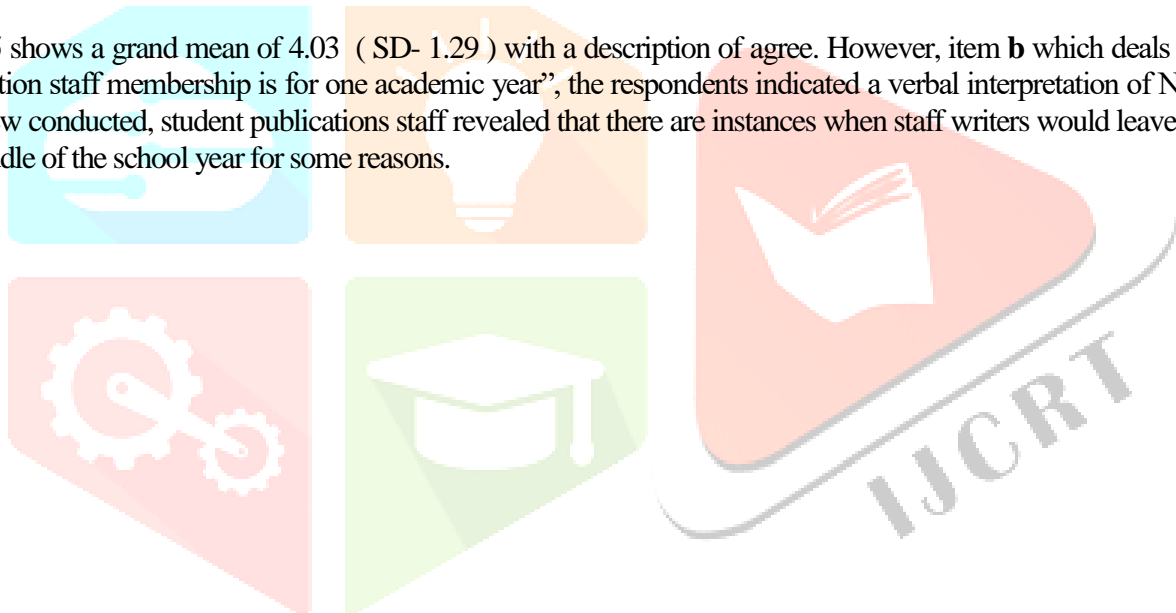 shows a grand mean of 4.03 ( SD- 1.29 ) with a description of agree. However, item b which deals
tion staff membership is for one academic year”, the respondents indicated a verbal interpretation of N
w conducted, student publications staff revealed that there are instances when staff writers would leave
dle of the school year for some reasons.
IJCRT